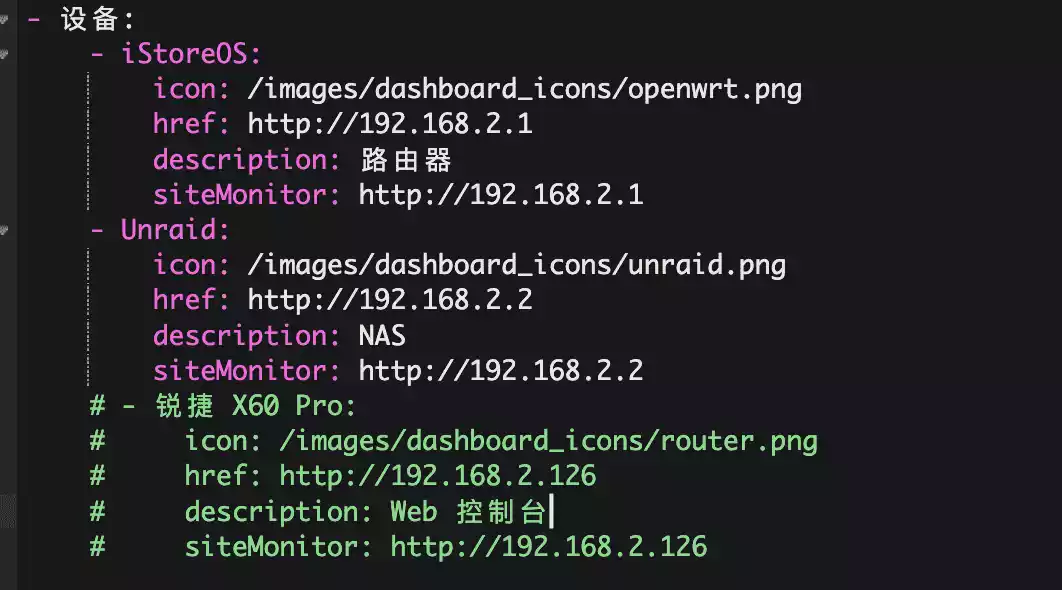 - 设备:
    - iStoreOS:
        icon: /images/dashboard_icons/openwrt.png
        href: http://192.168.2.1
        description: 路由器
        siteMonitor: http://192.168.2.1
    - Unraid:
        icon: /images/dashboard_icons/unraid.png
        href: http://192.168.2.2
        description: NAS
        siteMonitor: http://192.168.2.2
    # - 锐捷 X60 Pro:
    #     icon: /images/dashboard_icons/router.png
    #     href: http://192.168.2.126
    #     description: Web 控制台
    #     siteMonitor: http://192.168.2.126